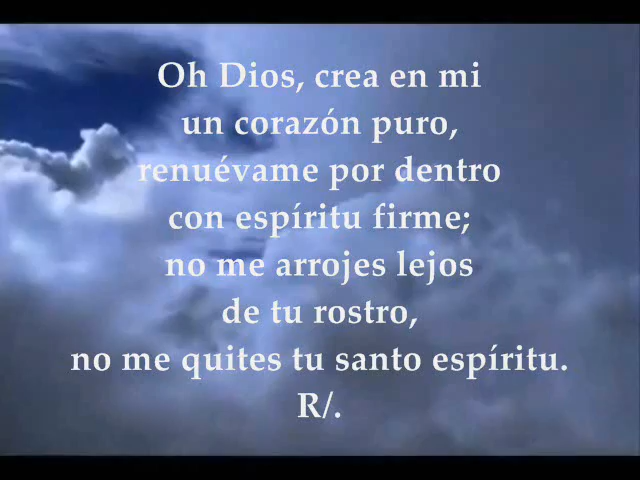 Oh Dios, crea en mi
un corazón puro,
renuévame por dentro
con espíritu firme;
no me arrojes lejos
de tu rostro,
no me quites tu santo espíritu.
R/.